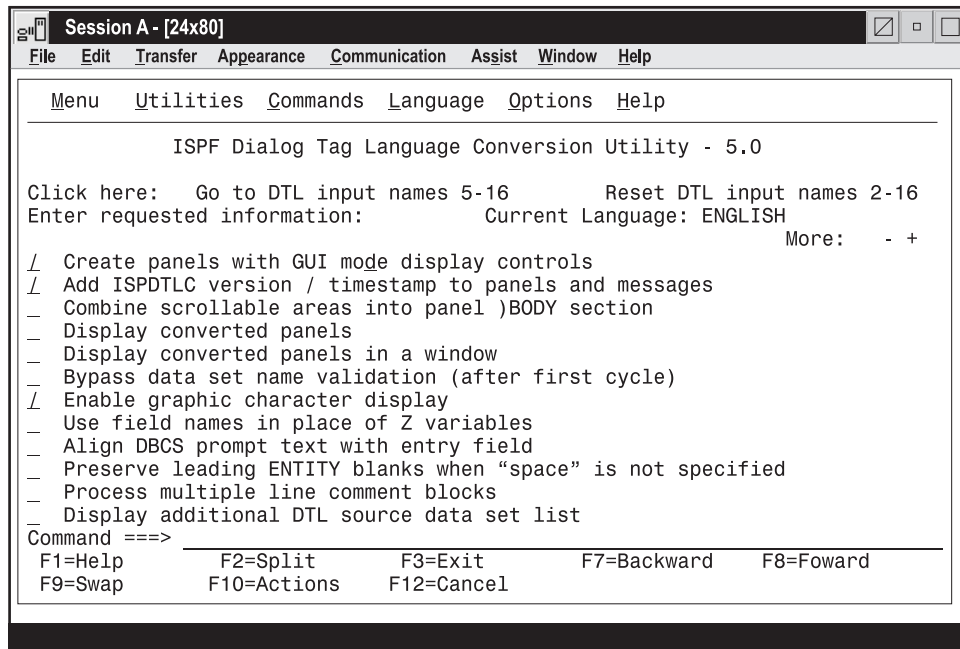 Session A - [24x80]
File Edit Transfer Appearance Communication Assist Window Help
Menu Utilities Commands Language Options Help
ISPF Dialog Tag Language Conversion Utility - 5.0
Click here: Go to DTL input names 5-16 Reset DTL input names 2-16
Enter requested information: Current Language: ENGLISH
More: - +
/ Create panels with GUI mode display controls
/ Add ISPDTLC version / timestamp to panels and messages
_ Combine scrollable areas into panel )BODY section
_ Display converted panels
_ Display converted panels in a window
_ Bypass data set name validation (after first cycle)
/ Enable graphic character display
_ Use field names in place of Z variables
_ Align DBCS prompt text with entry field
_ Preserve leading ENTITY blanks when “space” is not specified
_ Process multiple line comment blocks
_ Display additional DTL source data set list
Command ===>
F1=Help F2=Split F3=Exit F7=Backward F8=Foward
F9=Swap F10=Actions F12=Cancel